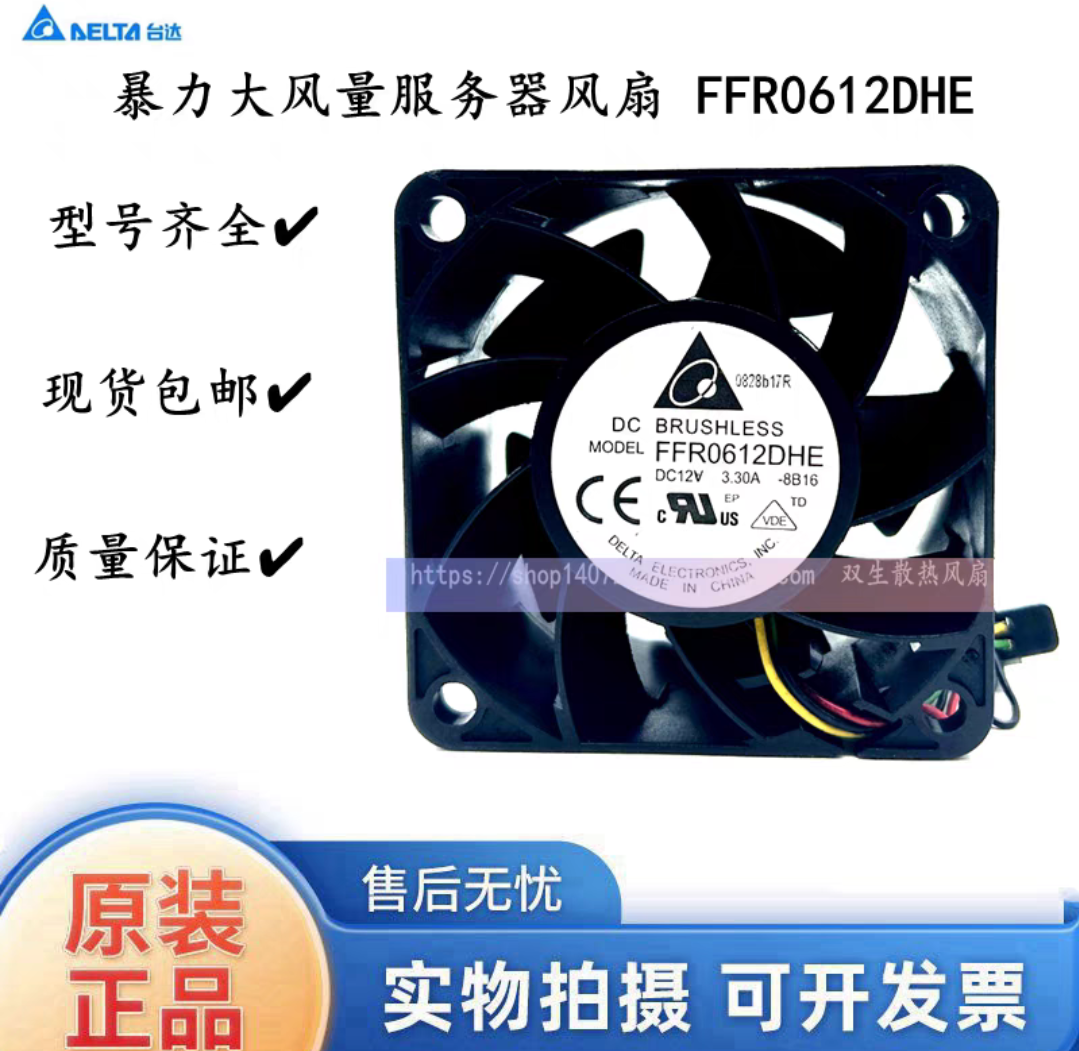 DELTA 台达
暴力大风量服务器风扇 FFR0612DHE
型号齐全✔
现货包邮✔
质量保证✔
0828b17R
DC BRUSHLESS
MODEL FFR0612DHE
DC12V 3.30A -8B16
CE
c RU US
EP
VDE
TD
DELTA ELECTRONICS, INC.
MADE IN CHINA
https://shop1407 om 双生散热风扇
售后无忧
原装
正品
实物拍摄 可开发票